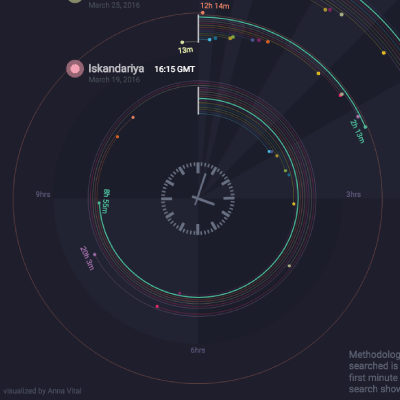 March 25, 2016
12h 14m
13m
Iskandariya 16:15 GMT
March 19, 2016
2h 13m
9hrs
3hrs
8h 55m
20h 3m
6hrs
Methodolog
searched is
first minute
search show
visualized by Anna Vital